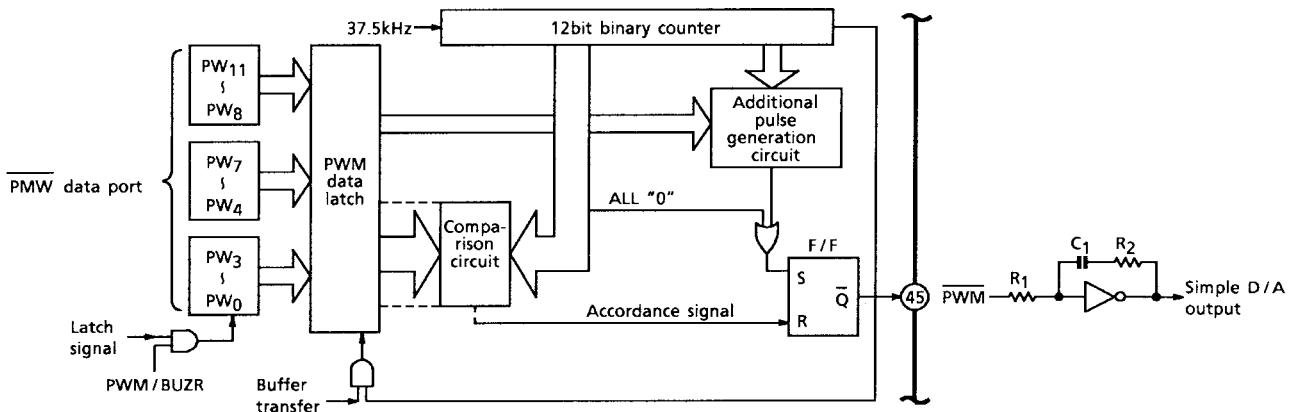 37.5kHz
12bit binary counter
PW11
∫
PW8
PW7
∫
PW4
PW3
∫
PW0
PMW data port
PWM
data
latch
Additional
pulse
generation
circuit
ALL "0"
Compa-
rison
circuit
F/F
S
Q
R
Accordance signal
45
PWM
R1
C1
R2
Simple D/A
output
Latch
signal
PWM/BUZR
Buffer
transfer